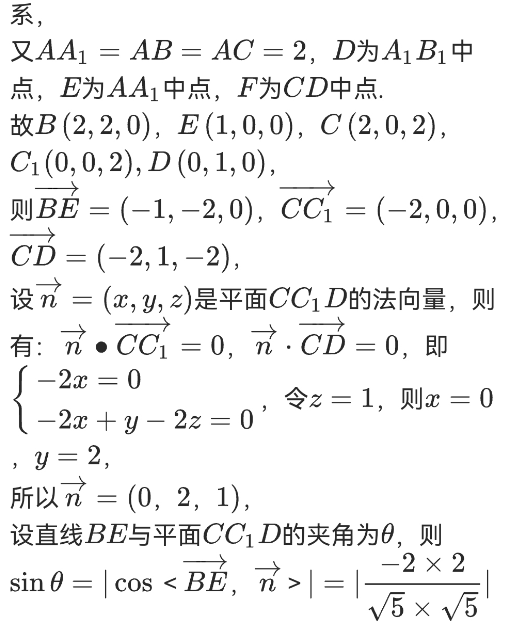 系，
又$AA_1=AB=AC=2$，$D$为$A_1B_1$中
点，$E$为$AA_1$中点，$F$为$CD$中点.
故$B(2,2,0)$，$E(1,0,0)$，$C(2,0,2)$，
$C_1(0,0,2),D(0,1,0)$，
则$\overrightarrow{BE}=(-1,-2,0)$，$\overrightarrow{CC_1}=(-2,0,0)$，
$\overrightarrow{CD}=(-2,1,-2)$，
设$\overrightarrow{n}=(x,y,z)$是平面$CC_1D$的法向量，则
有：$\overrightarrow{n}\bullet\overrightarrow{CC_1}=0$，$\overrightarrow{n}\cdot\overrightarrow{CD}=0$，即
$\begin{cases}-2x=0\\-2x+y-2z=0\end{cases}$，令$z=1$，则$x=0$
，$y=2$，
所以$\overrightarrow{n}=(0，2，1)$，
设直线$BE$与平面$CC_1D$的夹角为$\theta$，则
$\sin\theta=|\cos<\overrightarrow{BE}，\overrightarrow{n}>|=|\dfrac{-2\times2}{\sqrt{5}\times\sqrt{5}}|$